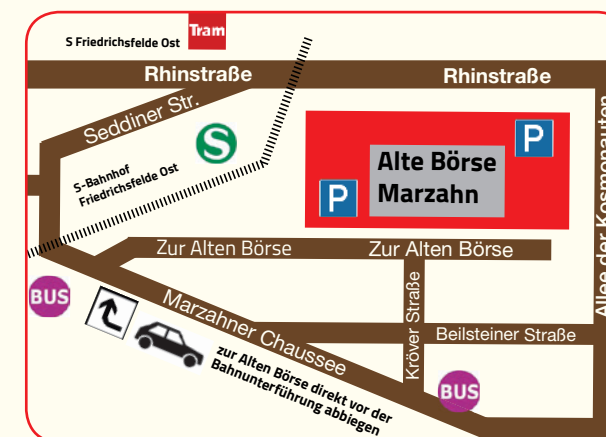 S Friedrichsfelde Ost
Tram
Rhinstraße
Rhinstraße
Seddiner Str.
S
S-Bahnhof
Friedrichsfelde Ost
P
Alte Börse
Marzahn
P
Allee der Kosmonauten
Zur Alten Börse
Zur Alten Börse
BUS
Marzahner Chaussee
Kröver Straße
Beilsteiner Straße
zur Alten Börse direkt vor der
Bahnunterführung abbiegen
BUS